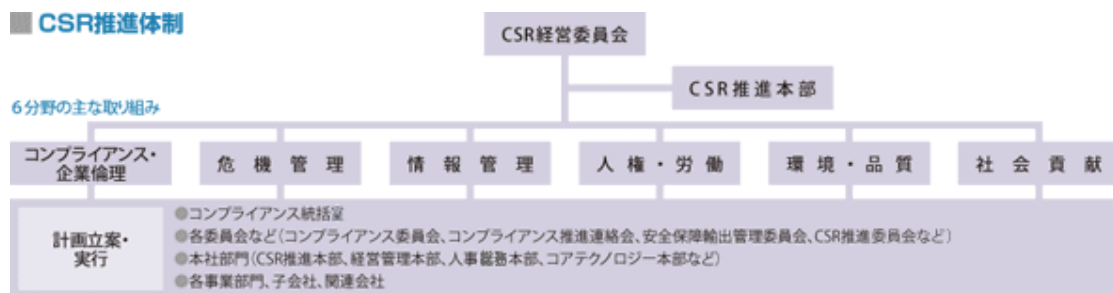 CSR推進体制
CSR経営委員会
CSR推進本部
6分野の主な取り組み
コンプライアンス・
企業倫理
危機管理
情報管理
人権・労働
環境・品質
社会貢献
計画立案・
実行
●コンプライアンス統括室
●各委員会など(コンプライアンス委員会、コンプライアンス推進連絡会、安全保障輸出管理委員会、CSR推進委員会など)
●本社部門(CSR推進本部、経営管理本部、人事総務本部、コアテクノロジー本部など)
●各事業部門、子会社、関連会社